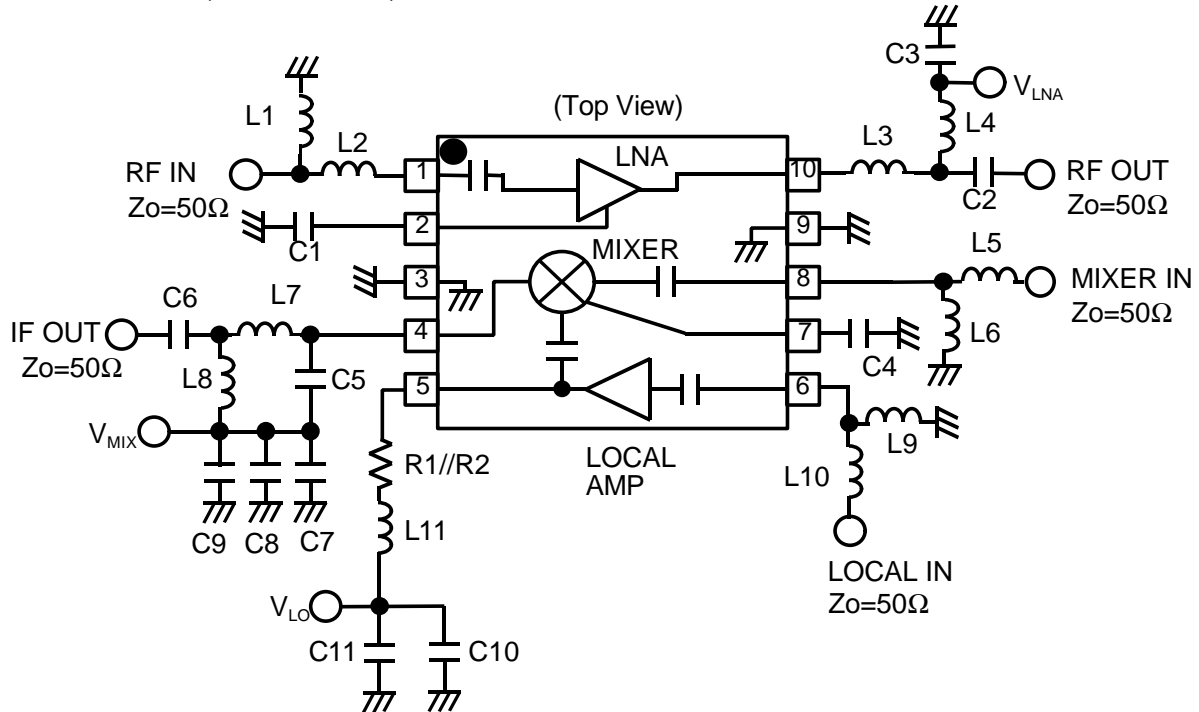 C3
V_LNA
(Top View)
L1
L2
LNA
L3
L4
RF IN
1
10
RF OUT
Zo=50Ω
C2
Zo=50Ω
2
9
C1
MIXER
L5
3
8
MIXER IN
C6
L7
Zo=50Ω
IF OUT
4
7
L6
Zo=50Ω
C4
L8
C5
5
6
V_MIX
L9
R1//R2
LOCAL
AMP
L10
C9
C8
C7
L11
LOCAL IN
Zo=50Ω
V_LO
C11
C10